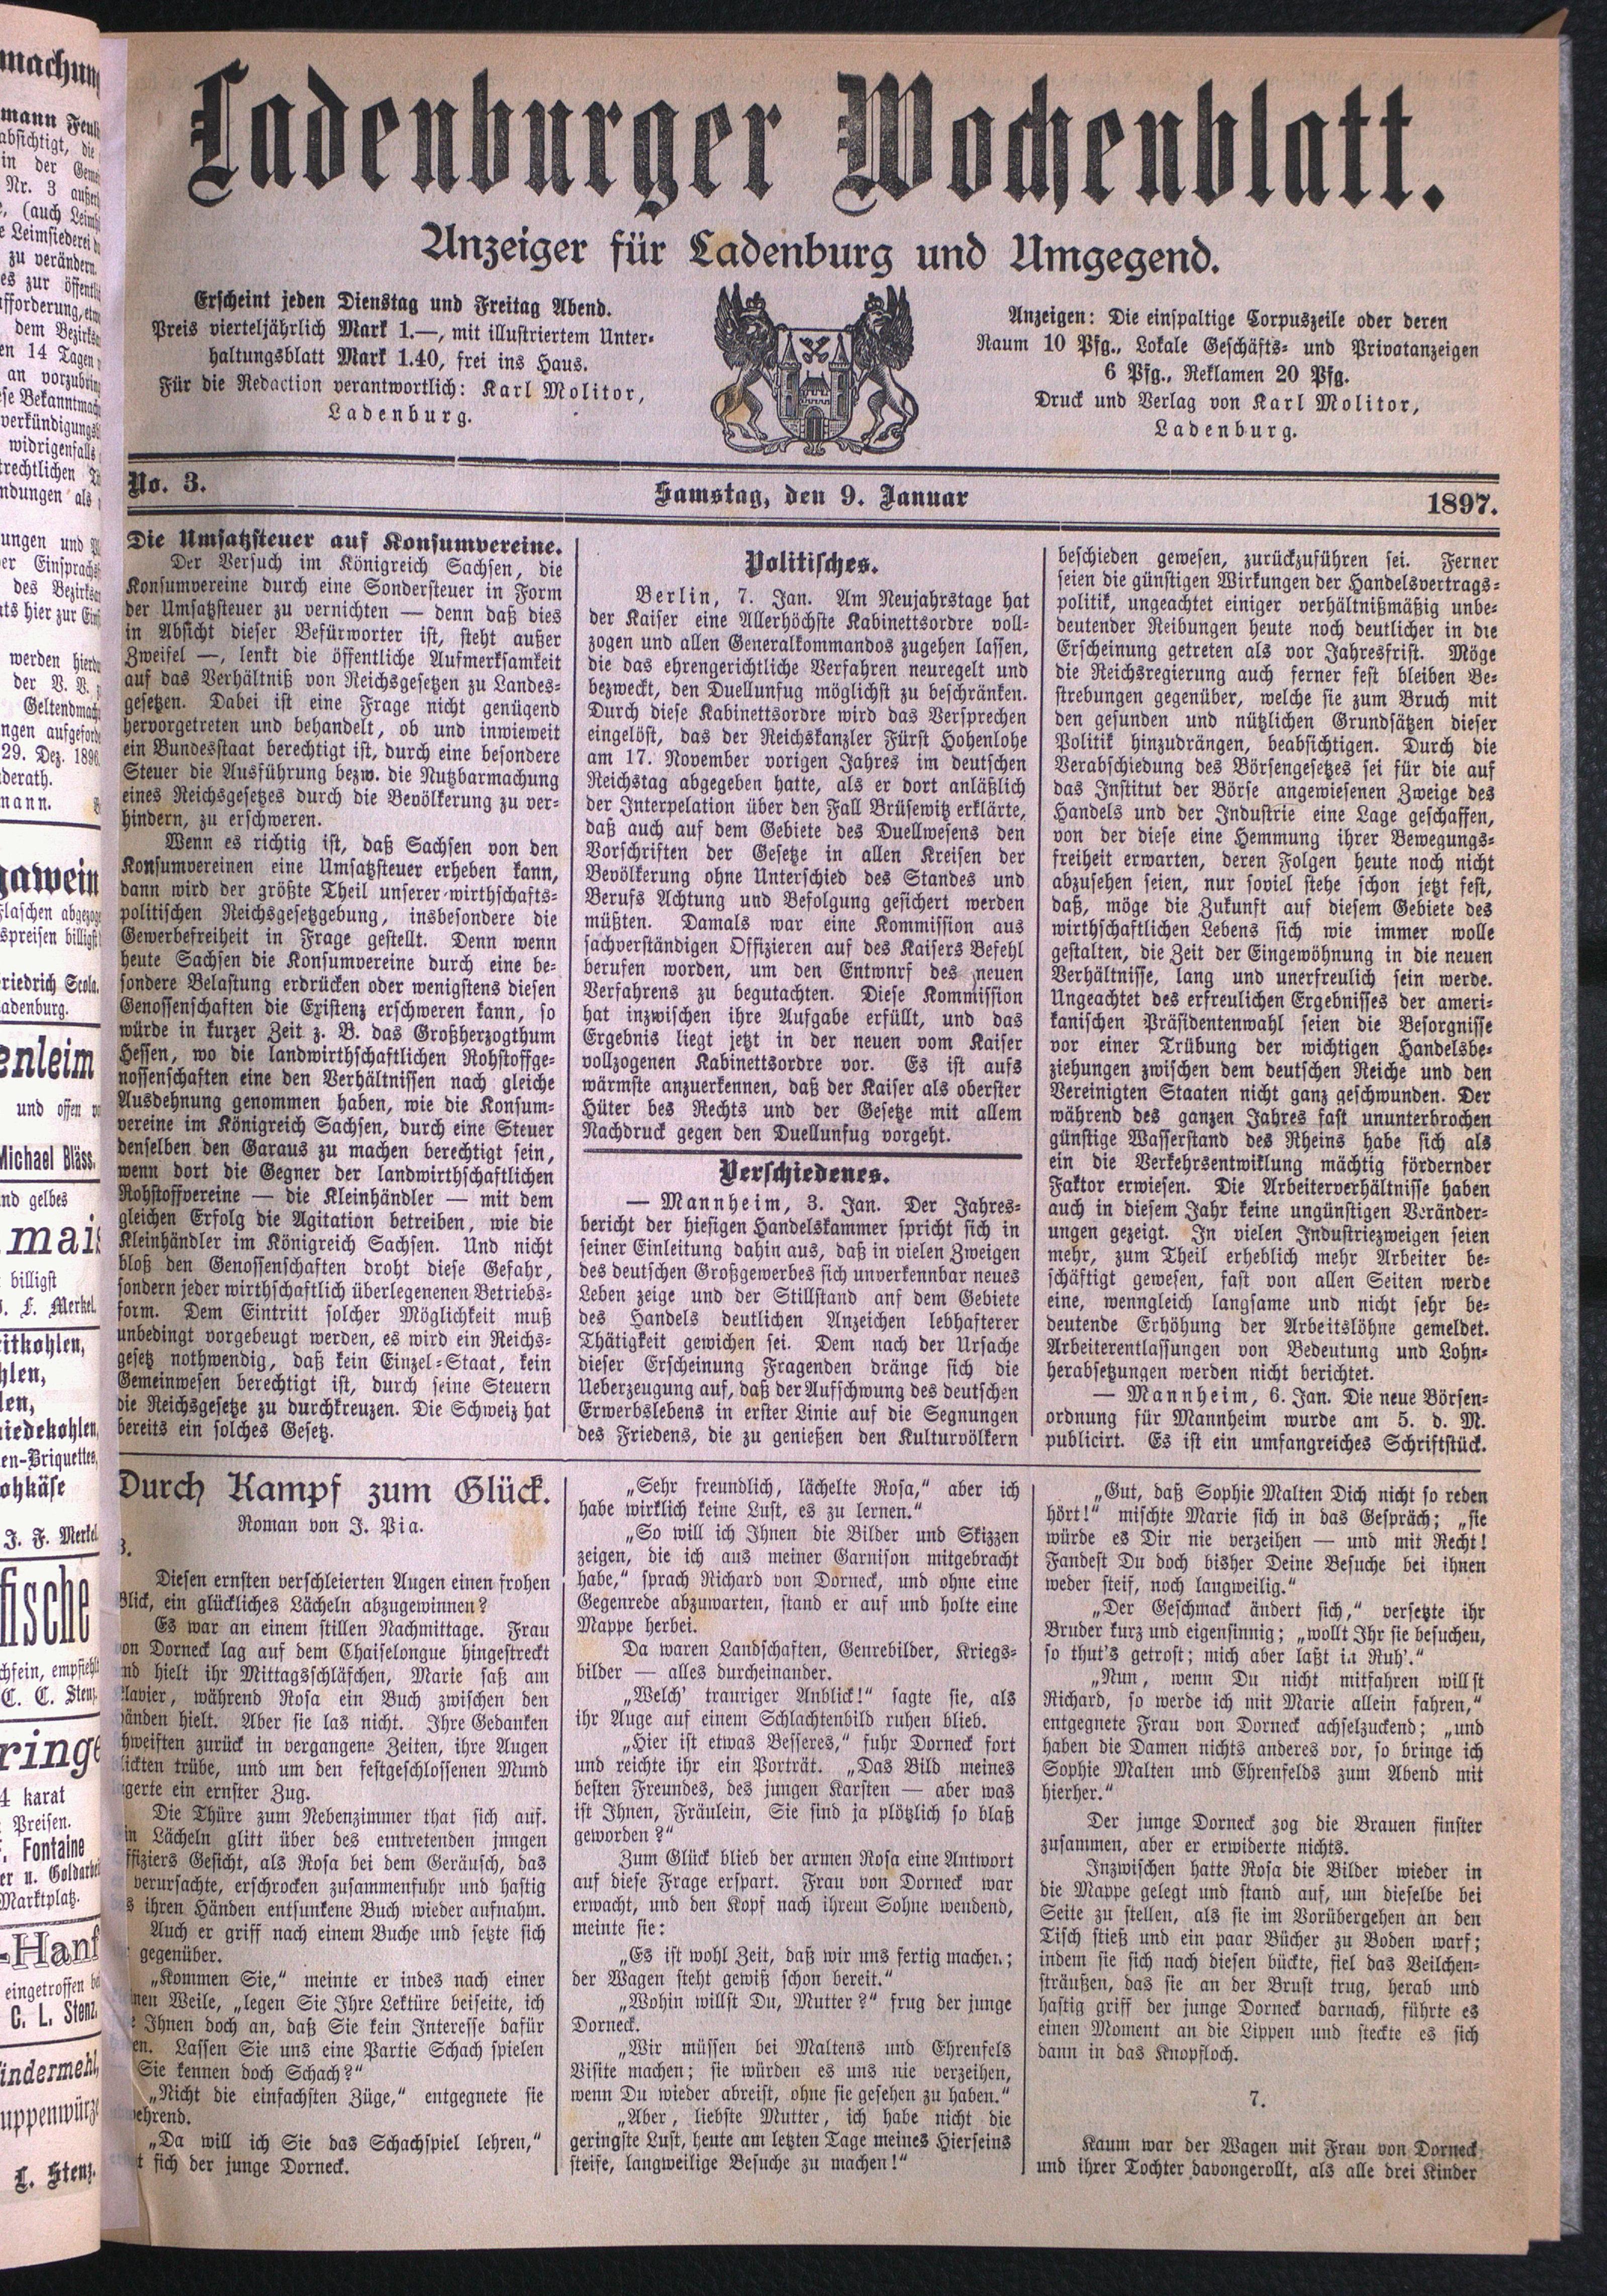 Ladenburger Wochenblatt.
Anzeiger für Ladenburg und Umgegend.
Erscheint jeden Dienstag und Freitag Abend.
Preis vierteljährlich Mark 1.—, mit illustriertem Unter-
haltungsblatt Mark 1.40, frei ins Haus.
Für die Redaction verantwortlich: Karl Molitor,
Ladenburg.
Anzeigen: Die einspaltige Corpuszeile oder deren
Raum 10 Pfg., Lokale Geschäfts- und Privatanzeigen
6 Pfg., Reklamen 20 Pfg.
Druck und Verlag von Karl Molitor,
Ladenburg.
No. 3.
Samstag, den 9. Januar
1897.
Die Umsatzsteuer auf Konsumvereine.
Der Versuch im Königreich Sachsen, die
Konsumvereine durch eine Sondersteuer in Form
der Umsatzsteuer zu vernichten — denn daß dies
in Absicht dieser Befürworter ist, steht außer
Zweifel —, lenkt die öffentliche Aufmerksamkeit
auf das Verhältniß von Reichsgesetzen zu Landes-
gesetzen. Dabei ist eine Frage nicht genügend
hervorgetreten und behandelt, ob und inwieweit
ein Bundesstaat berechtigt ist, durch eine besondere
Steuer die Ausführung bezw. die Nutzbarmachung
eines Reichsgesetzes durch die Bevölkerung zu ver-
hindern, zu erschweren.
Wenn es richtig ist, daß Sachsen von den
Konsumvereinen eine Umsatzsteuer erheben kann,
dann wird der größte Theil unserer wirthschafts-
politischen Reichsgesetzgebung, insbesondere die
Gewerbefreiheit in Frage gestellt. Denn wenn
heute Sachsen die Konsumvereine durch eine be-
sondere Belastung erdrücken oder wenigstens diesen
Genossenschaften die Existenz erschweren kann, so
würde in kurzer Zeit z. B. das Großherzogthum
Hessen, wo die landwirthschaftlichen Rohstoffge-
nossenschaften eine den Verhältnissen nach gleiche
Ausdehnung genommen haben, wie die Konsum-
vereine im Königreich Sachsen, durch eine Steuer
denselben den Garaus zu machen berechtigt sein,
wenn dort die Gegner der landwirthschaftlichen
Rohstoffvereine — die Kleinhändler — mit dem
gleichen Erfolg die Agitation betreiben, wie die
Kleinhändler im Königreich Sachsen. Und nicht
bloß den Genossenschaften droht diese Gefahr,
sondern jeder wirthschaftlich überlegenenen Betriebs-
form. Dem Eintritt solcher Möglichkeit muß
unbedingt vorgebeugt werden, es wird ein Reichs-
gesetz nothwendig, daß kein Einzel-Staat, kein
Gemeinwesen berechtigt ist, durch seine Steuern
die Reichsgesetze zu durchkreuzen. Die Schweiz hat
bereits ein solches Gesetz.
Politisches.
Berlin, 7. Jan. Am Neujahrstage hat
der Kaiser eine Allerhöchste Kabinettsordre voll-
zogen und allen Generalkommandos zugehen lassen,
die das ehrengerichtliche Verfahren neuregelt und
bezweckt, den Duellunfug möglichst zu beschränken.
Durch diese Kabinettsordre wird das Versprechen
eingelöst, das der Reichskanzler Fürst Hohenlohe
am 17. November vorigen Jahres im deutschen
Reichstag abgegeben hatte, als er dort anläßlich
der Interpelation über den Fall Brüsewitz erklärte,
daß auch auf dem Gebiete des Duellwesens den
Vorschriften der Gesetze in allen Kreisen der
Bevölkerung ohne Unterschied des Standes und
Berufs Achtung und Befolgung gesichert werden
müßten. Damals war eine Kommission aus
sachverständigen Offizieren auf des Kaisers Befehl
berufen worden, um den Entwurf des neuen
Verfahrens zu begutachten. Diese Kommission
hat inzwischen ihre Aufgabe erfüllt, und das
Ergebnis liegt jetzt in der neuen vom Kaiser
vollzogenen Kabinettsordre vor. Es ist aufs
wärmste anzuerkennen, daß der Kaiser als oberster
Hüter bes Rechts und der Gesetze mit allem
Nachdruck gegen den Duellunfug vorgeht.
Verschiedenes.
— Mannheim, 3. Jan. Der Jahres-
bericht der hiesigen Handelskammer spricht sich in
seiner Einleitung dahin aus, daß in vielen Zweigen
des deutschen Großgewerbes sich unverkennbar neues
Leben zeige und der Stillstand auf dem Gebiete
des Handels deutlichen Anzeichen lebhafterer
Thätigkeit gewichen sei. Dem nach der Ursache
dieser Erscheinung Fragenden dränge sich die
Ueberzeugung auf, daß der Aufschwung des deutschen
Erwerbslebens in erster Linie auf die Segnungen
des Friedens, die zu genießen den Kulturvölkern
beschieden gewesen, zurückzuführen sei. Ferner
seien die günstigen Wirkungen der Handelsvertrags-
politik, ungeachtet einiger verhältnißmäßig unbe-
deutender Reibungen heute noch deutlicher in die
Erscheinung getreten als vor Jahresfrist. Möge
die Reichsregierung auch ferner fest bleiben Be-
strebungen gegenüber, welche sie zum Bruch mit
den gesunden und nützlichen Grundsätzen dieser
Politik hinzudrängen, beabsichtigen. Durch die
Verabschiedung des Börsengesetzes sei für die auf
das Institut der Börse angewiesenen Zweige des
Handels und der Industrie eine Lage geschaffen,
von der diese eine Hemmung ihrer Bewegungs-
freiheit erwarten, deren Folgen heute noch nicht
abzusehen seien, nur soviel stehe schon jetzt fest,
daß, möge die Zukunft auf diesem Gebiete des
wirthschaftlichen Lebens sich wie immer wolle
gestalten, die Zeit der Eingewöhnung in die neuen
Verhältnisse, lang und unerfreulich sein werde.
Ungeachtet des erfreulichen Ergebnisses der ameri-
kanischen Präsidentenwahl seien die Besorgnisse
vor einer Trübung der wichtigen Handelsbe-
ziehungen zwischen dem deutschen Reiche und den
Vereinigten Staaten nicht ganz geschwunden. Der
während des ganzen Jahres fast ununterbrochen
günstige Wasserstand des Rheins habe sich als
ein die Verkehrsentwiklung mächtig fördernder
Faktor erwiesen. Die Arbeiterverhältnisse haben
auch in diesem Jahr keine ungünstigen Veränder-
ungen gezeigt. In vielen Industriezweigen seien
mehr, zum Theil erheblich mehr Arbeiter be-
schäftigt gewesen, fast von allen Seiten werde
eine, wenngleich langsame und nicht sehr be-
deutende Erhöhung der Arbeitslöhne gemeldet.
Arbeiterentlassungen von Bedeutung und Lohn-
herabsetzungen werden nicht berichtet.
— Mannheim, 6. Jan. Die neue Börsen-
ordnung für Mannheim wurde am 5. d. M.
publicirt. Es ist ein umfangreiches Schriftstück.
Durch Kampf zum Glück.
Roman von J. Pia.
3.
Diesen ernsten verschleierten Augen einen frohen
Blick, ein glückliches Lächeln abzugewinnen?
Es war an einem stillen Nachmittage. Frau
von Dorneck lag auf dem Chaiselongue hingestreckt
und hielt ihr Mittagsschläfchen, Marie saß am
Klavier, während Rosa ein Buch zwischen den
Händen hielt. Aber sie las nicht. Ihre Gedanken
schweiften zurück in vergangene Zeiten, ihre Augen
blickten trübe, und um den festgeschlossenen Mund
lagerte ein ernster Zug.
Die Thüre zum Nebenzimmer that sich auf.
Ein Lächeln glitt über des eintretenden jungen
Offiziers Gesicht, als Rosa bei dem Geräusch, das
verursachte, erschrocken zusammenfuhr und hastig
ihren Händen entsunkene Buch wieder aufnahm.
Auch er griff nach einem Buche und setzte sich
gegenüber.
„Kommen Sie,“ meinte er indes nach einer
Weile, „legen Sie Ihre Lektüre beiseite, ich
Ihnen doch an, daß Sie kein Interesse dafür
Lassen Sie uns eine Partie Schach spielen
Sie kennen doch Schach?“
„Nicht die einfachsten Züge,“ entgegnete sie
„Da will ich Sie das Schachspiel lehren,“
sich der junge Dorneck.
„Sehr freundlich, lächelte Rosa,“ aber ich
habe wirklich keine Lust, es zu lernen.“
„So will ich Ihnen die Bilder und Skizzen
zeigen, die ich aus meiner Garnison mitgebracht
habe,“ sprach Richard von Dorneck, und ohne eine
Gegenrede abzuwarten, stand er auf und holte eine
Mappe herbei.
Da waren Landschaften, Genrebilder, Kriegs-
bilder — alles durcheinander.
„Welch’ trauriger Anblick!“ sagte sie, als
ihr Auge auf einem Schlachtenbild ruhen blieb.
„Hier ist etwas Besseres,“ fuhr Dorneck fort
und reichte ihr ein Porträt. „Das Bild meines
besten Freundes, des jungen Karsten — aber was
ist Ihnen, Fräulein, Sie sind ja plötzlich so blaß
geworden?“
Zum Glück blieb der armen Rosa eine Antwort
auf diese Frage erspart. Frau von Dorneck war
erwacht, und den Kopf nach ihrem Sohne wendend,
meinte sie:
„Es ist wohl Zeit, daß wir uns fertig machen;
der Wagen steht gewiß schon bereit.“
„Wohin willst Du, Mutter?“ frug der junge
Dorneck.
„Wir müssen bei Maltens und Ehrenfels
Visite machen; sie würden es uns nie verzeihen,
wenn Du wieder abreist, ohne sie gesehen zu haben.“
„Aber, liebste Mutter, ich habe nicht die
geringste Lust, heute am letzten Tage meines Hierseins
steife, langweilige Besuche zu machen!“
„Gut, daß Sophie Malten Dich nicht so reden
hört!“ mischte Marie sich in das Gespräch; „sie
würde es Dir nie verzeihen — und mit Recht!
Fandest Du doch bisher Deine Besuche bei ihnen
weder steif, noch langweilig.“
„Der Geschmack ändert sich,“ versetzte ihr
Bruder kurz und eigensinnig; „wollt Ihr sie besuchen,
so thut’s getrost; mich aber laßt in Ruh’.“
„Nun, wenn Du nicht mitfahren willst
Richard, so werde ich mit Marie allein fahren,“
entgegnete Frau von Dorneck achselzuckend; „und
haben die Damen nichts anderes vor, so bringe ich
Sophie Malten und Ehrenfelds zum Abend mit
hierher.“
Der junge Dorneck zog die Brauen finster
zusammen, aber er erwiderte nichts.
Inzwischen hatte Rosa die Bilder wieder in
die Mappe gelegt und stand auf, um dieselbe bei
Seite zu stellen, als sie im Vorübergehen an den
Tisch stieß und ein paar Bücher zu Boden warf;
indem sie sich nach diesen bückte, fiel das Veilchen-
sträußen, das sie an der Brust trug, herab und
hastig griff der junge Dorneck darnach, führte es
einen Moment an die Lippen und steckte es sich
dann in das Knopfloch.
7.
Kaum war der Wagen mit Frau von Dorneck
und ihrer Tochter davongerollt, als alle drei Kinder